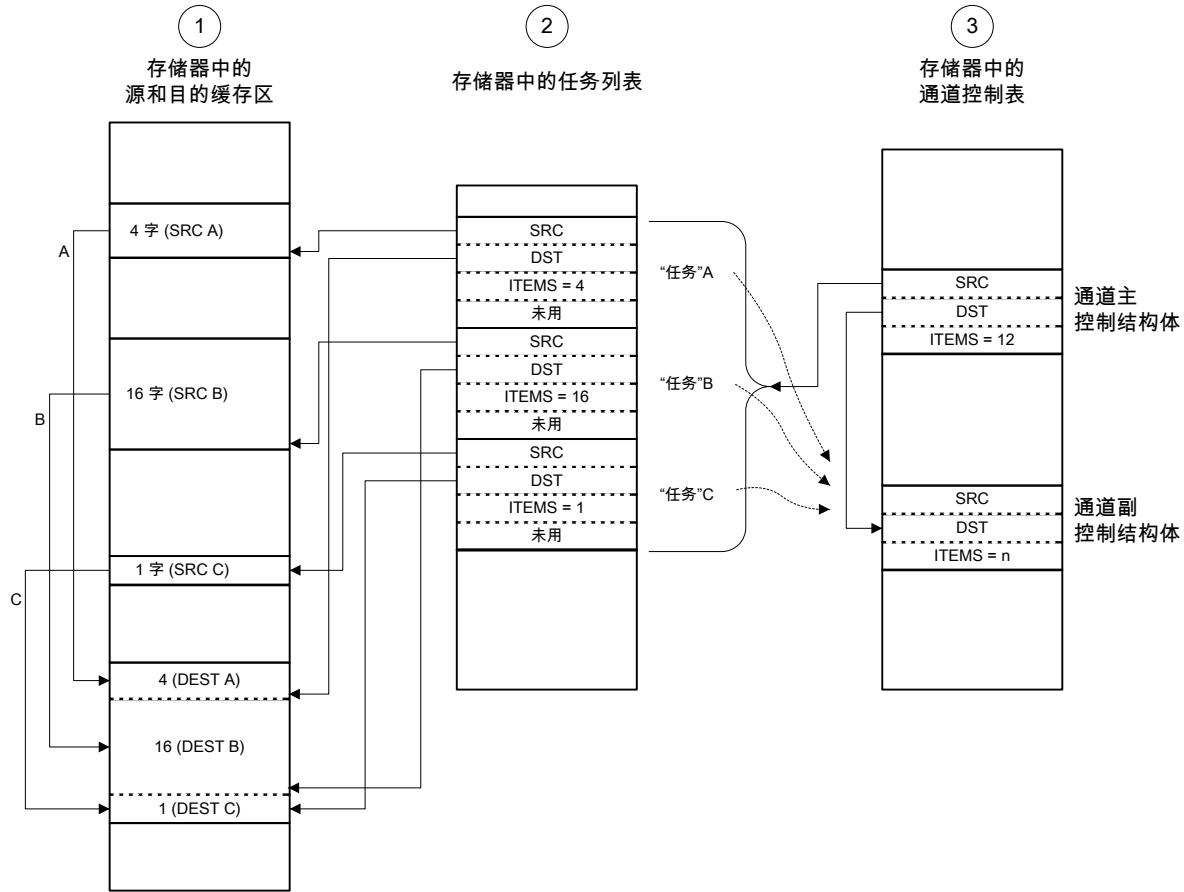 1
存储器中的
源和目的缓存区
2
存储器中的任务列表
3
存储器中的
通道控制表
4 字 (SRC A)
16 字 (SRC B)
1 字 (SRC C)
4 (DEST A)
16 (DEST B)
1 (DEST C)
A
B
C
SRC
DST
ITEMS = 4
未用
SRC
DST
ITEMS = 16
未用
SRC
DST
ITEMS = 1
未用
“任务”A
“任务”B
“任务”C
SRC
DST
ITEMS = 12
通道主
控制结构体
SRC
DST
ITEMS = n
通道副
控制结构体